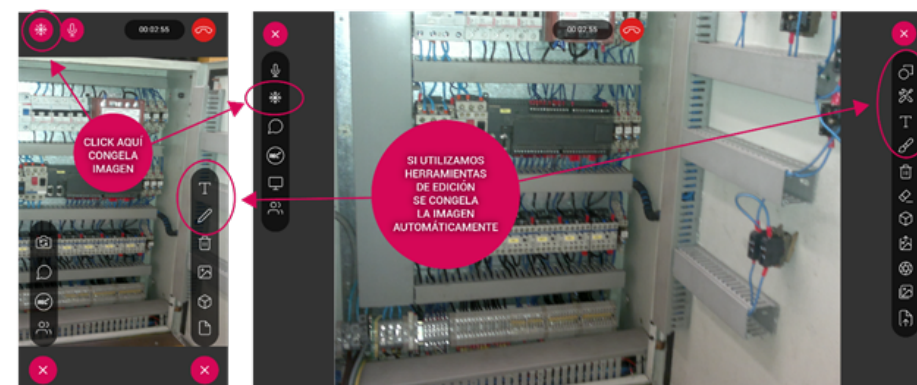 00:02:55
00:02:55
CLICK AQUÍ
CONGELA
IMAGEN
SI UTILIZAMOS
HERRAMIENTAS
DE EDICIÓN
SE CONGELA
LA IMAGEN
AUTOMÁTICAMENTE
T
T